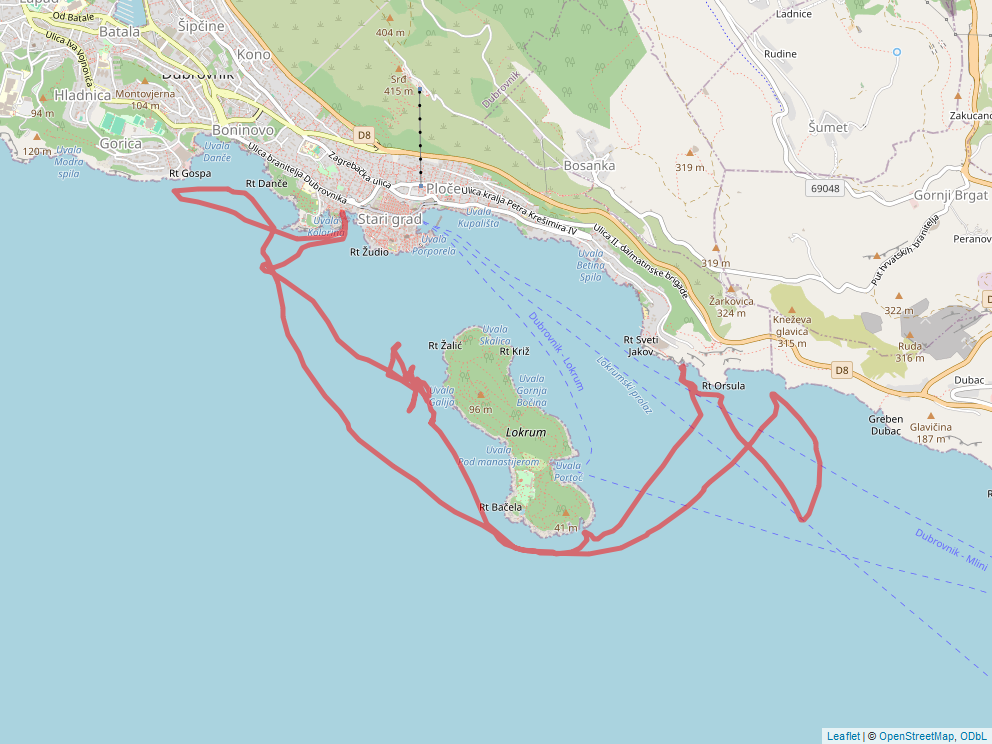 Lapad
Od Batale
Batala
Šipčine
Ladnice
404 m
Ulica Iva Vojnovića
Kono
Rudine
Dubrovnik
Srđ
415 m
Hladnica
Montovjerna
104 m
94 m
Dubrovnik
Zakucano
Boninovo
D8
Šumet
Gorica
120 m
Uvala
Modra
spila
Uvala
Danče
Zagrebačka ulica
319 m
Bosanka
Rt Gospa
Rt Danče
Ulica branitelja Dubrovnika
Ploče
Ulica kralja Petra Krešimira IV
69048
Gornji Brgat
Uvala
Kolorina
Stari grad
Uvala
Kupališta
Ulica II. dalmatinske brigade
Put hrvatskih branitelja
Peranovo
Rt Žudio
Uvala
Porporela
Uvala
Betina
Spila
319 m
Žarkovica
324 m
322 m
Kneževa
glavica
315 m
Dubrovnik - Lokrum
Uvala
Skalica
Rt Žalić
Rt Križ
Rt Sveti
Jakov
Ruda
316 m
Lokrumski prolaz
D8
Uvala
Galija
Uvala
Gornja
Bočina
96 m
Rt Orsula
Dubac
Greben
Dubac
Glavičina
187 m
Lokrum
Uvala
Pod manastijerom
Uvala
Portoč
Rt Bačela
41 m
Dubrovnik - Mlini
Leaflet | © OpenStreetMap, ODbL